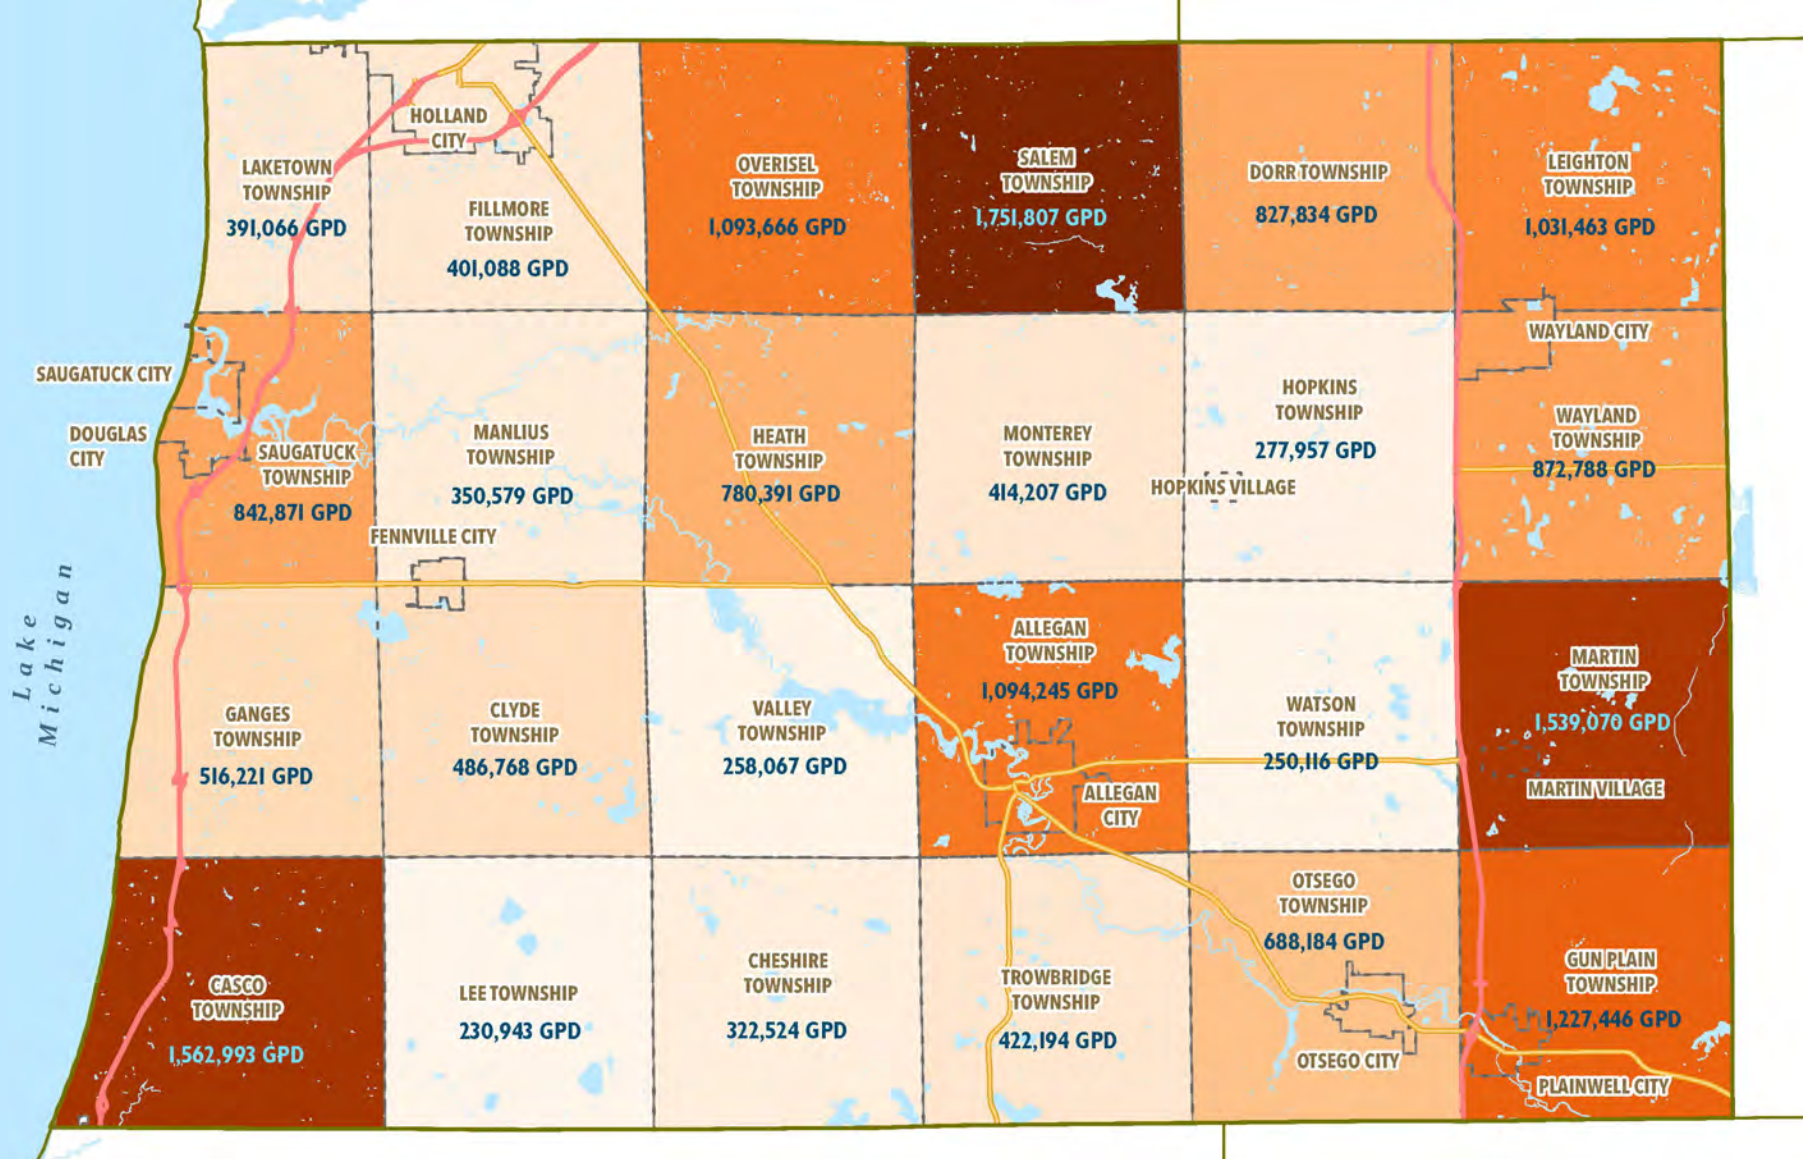 HOLLAND
CITY
LAKETOWN
TOWNSHIP
391,066 GPD
FILLMORE
TOWNSHIP
401,088 GPD
OVERISEL
TOWNSHIP
1,093,666 GPD
SALEM
TOWNSHIP
1,751,807 GPD
DORR TOWNSHIP
827,834 GPD
LEIGHTON
TOWNSHIP
1,031,463 GPD
SAUGATUCK CITY
DOUGLAS
CITY
SAUGATUCK
TOWNSHIP
842,871 GPD
MANLIUS
TOWNSHIP
350,579 GPD
FENNVILLE CITY
HEATH
TOWNSHIP
780,391 GPD
MONTEREY
TOWNSHIP
414,207 GPD
HOPKINS
TOWNSHIP
277,957 GPD
HOPKINS VILLAGE
WAYLAND CITY
WAYLAND
TOWNSHIP
872,788 GPD
Lake
Michigan
GANGES
TOWNSHIP
516,221 GPD
CLYDE
TOWNSHIP
486,768 GPD
VALLEY
TOWNSHIP
258,067 GPD
ALLEGAN
TOWNSHIP
1,094,245 GPD
ALLEGAN
CITY
WATSON
TOWNSHIP
250,116 GPD
MARTIN
TOWNSHIP
1,539,070 GPD
MARTIN VILLAGE
CASCO
TOWNSHIP
1,562,993 GPD
LEE TOWNSHIP
230,943 GPD
CHESHIRE
TOWNSHIP
322,524 GPD
TROWBRIDGE
TOWNSHIP
422,194 GPD
OTSEGO
TOWNSHIP
688,184 GPD
OTSEGO CITY
GUN PLAIN
TOWNSHIP
1,227,446 GPD
PLAINWELL CITY